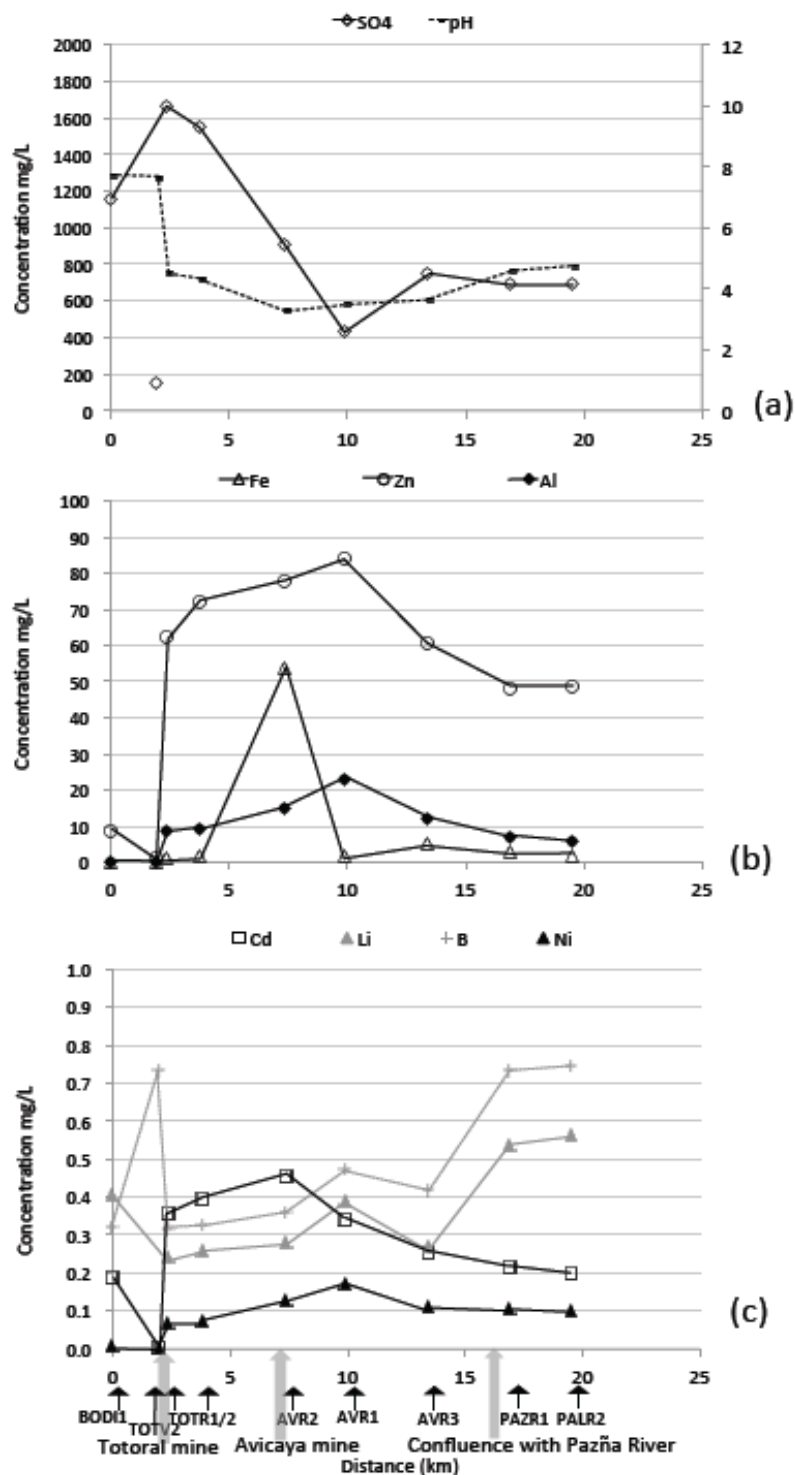 SO4 pH
2000 12
1800
1600 10
1400
1200 8
1000 6
800
600 4
400
200 2
0 0
Concentration mg/L
0 5 10 15 20 25
(a)
Fe Zn Al
100
90
80
70
60
50
40
30
20
10
0
Concentration mg/L
0 5 10 15 20 25
(b)
Cd Li B Ni
1.0
0.9
0.8
0.7
0.6
0.5
0.4
0.3
0.2
0.1
0.0
Concentration mg/L
0 5 10 15 20 25
(c)
BODI1 TOTV2 TOTR1/2 AVR2 AVR1 AVR3 PAZR1 PALR2
Totoral mine Avicaya mine Confluence with Pazña River
Distance (km)